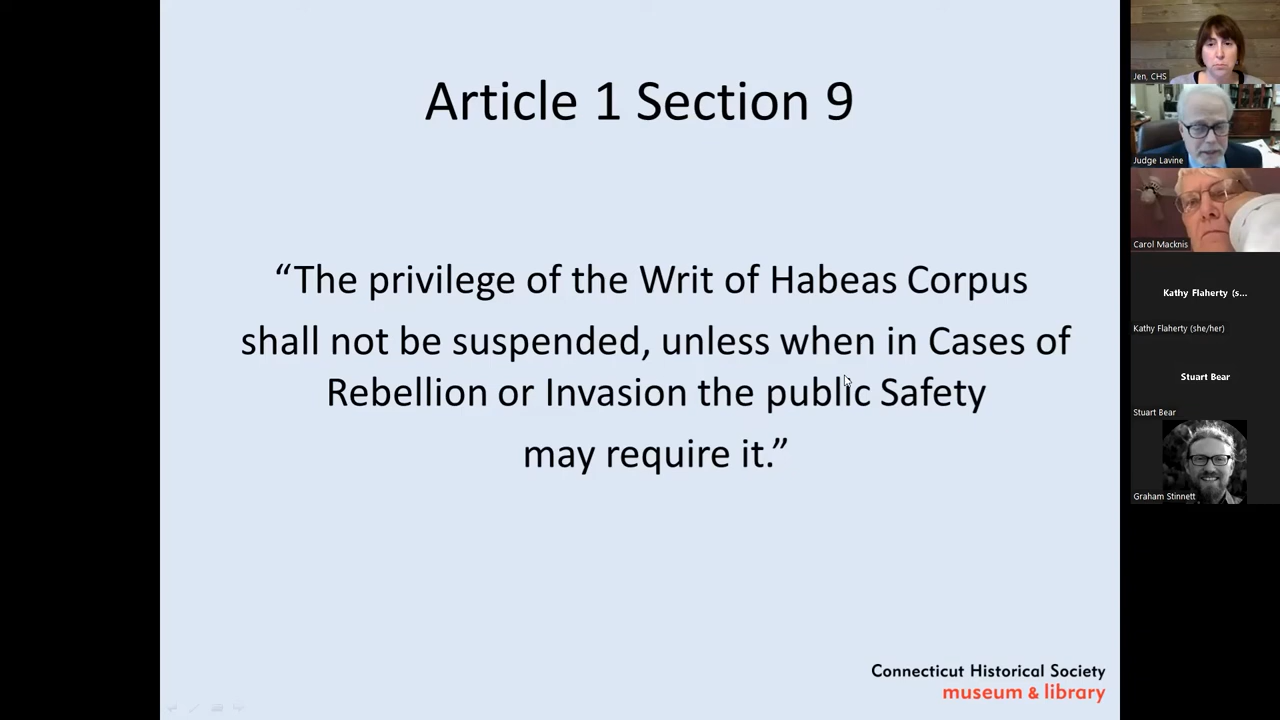 Article 1 Section 9
“The privilege of the Writ of Habeas Corpus
shall not be suspended, unless when in Cases of
Rebellion or Invasion the public Safety
may require it.”
Connecticut Historical Society
museum & library
Jen, CHS
Judge Lavine
Carol Macknis
Kathy Flaherty (s...
Kathy Flaherty (she/her)
Stuart Bear
Stuart Bear
Graham Stinnett